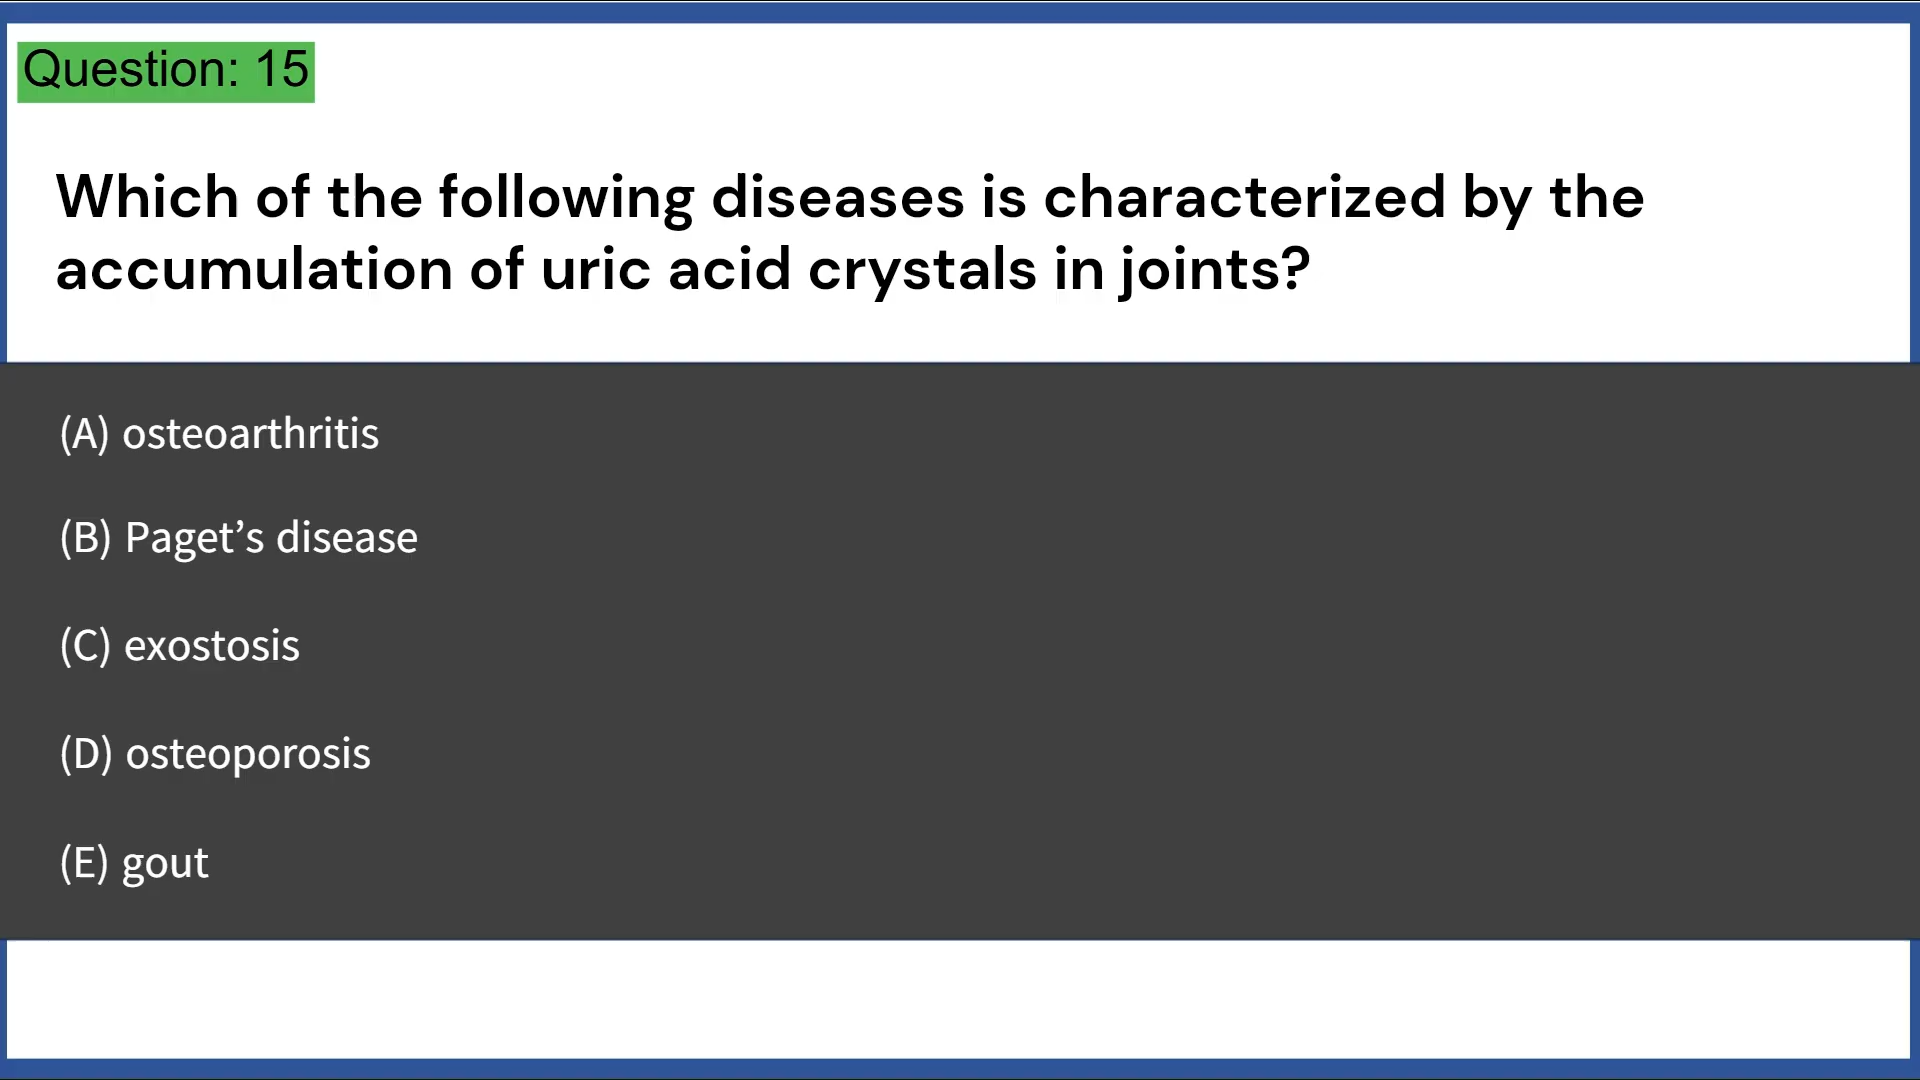 Question: 15
Which of the following diseases is characterized by the
accumulation of uric acid crystals in joints?
(A) osteoarthritis
(B) Paget’s disease
(C) exostosis
(D) osteoporosis
(E) gout